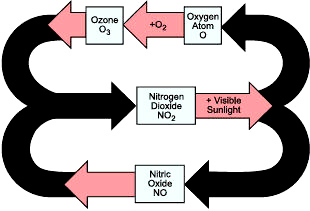 Ozone
O₃
+O₂
Oxygen
Atom
O
Nitrogen
Dioxide
NO₂
+ Visible
Sunlight
Nitric
Oxide
NO